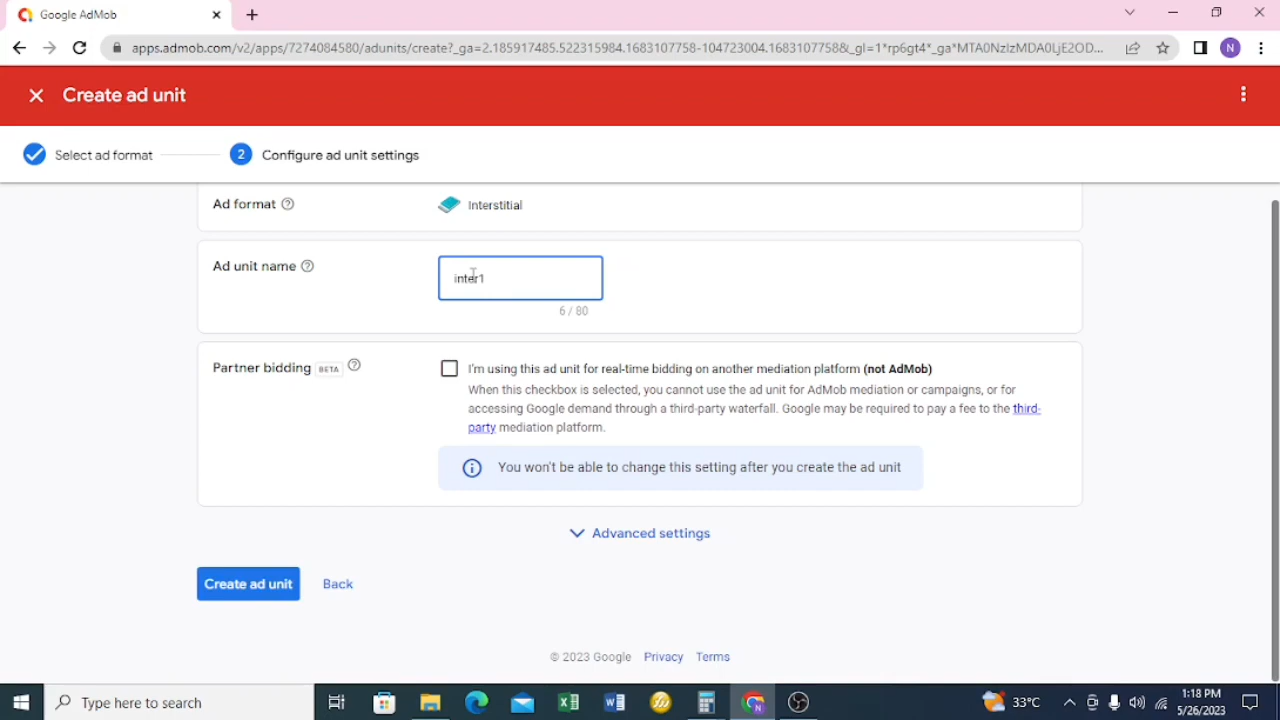 Google AdMob
apps.admob.com/v2/apps/7274084580/adunits/create?_ga=2.185917485.522315984.1683107758-104723004.1683107758&_gl=1*rp6gt4*_ga*MTA0NzIzMDA0LjE2OD...
N
Create ad unit
Select ad format
2
Configure ad unit settings
Ad format
Interstitial
Ad unit name
inter1
6 / 80
Partner bidding BETA
I'm using this ad unit for real-time bidding on another mediation platform (not AdMob)
When this checkbox is selected, you cannot use the ad unit for AdMob mediation or campaigns, or for
accessing Google demand through a third-party waterfall. Google may be required to pay a fee to the third-
party mediation platform.
You won't be able to change this setting after you create the ad unit
Advanced settings
Create ad unit
Back
© 2023 Google Privacy Terms
Type here to search
33°C
1:18 PM
5/26/2023